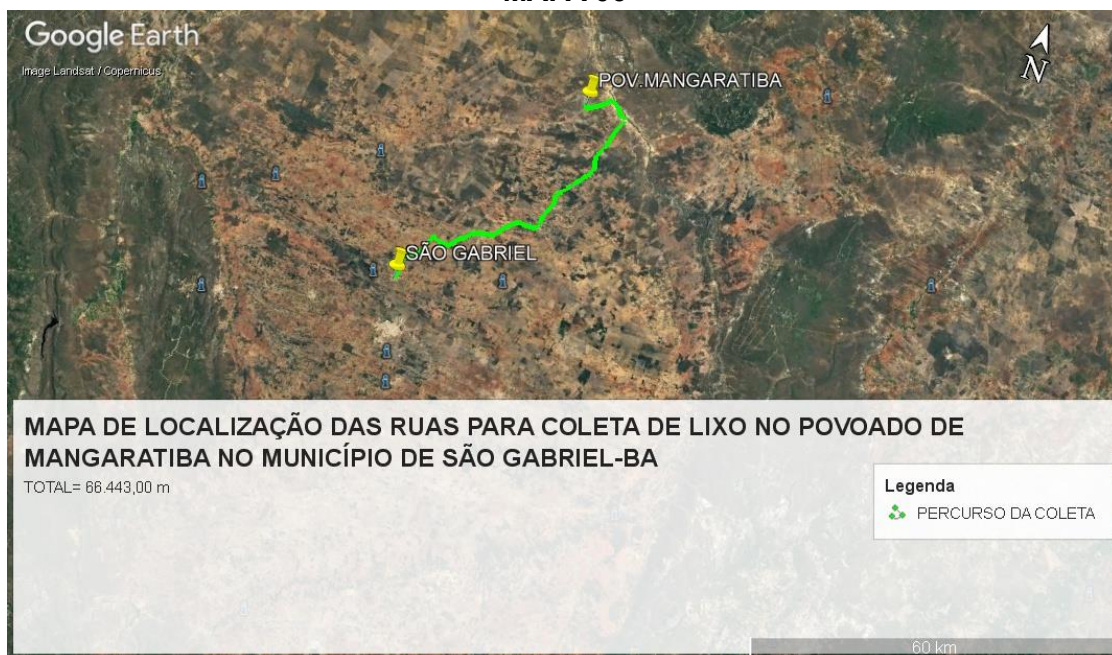 Google Earth
Image Landsat / Copernicus
N
POV.MANGARATIBA
SÃO GABRIEL
MAPA DE LOCALIZAÇÃO DAS RUAS PARA COLETA DE LIXO NO POVOADO DE
MANGARATIBA NO MUNICÍPIO DE SÃO GABRIEL-BA
TOTAL= 66.443,00 m
Legenda
PERCURSO DA COLETA
60 km